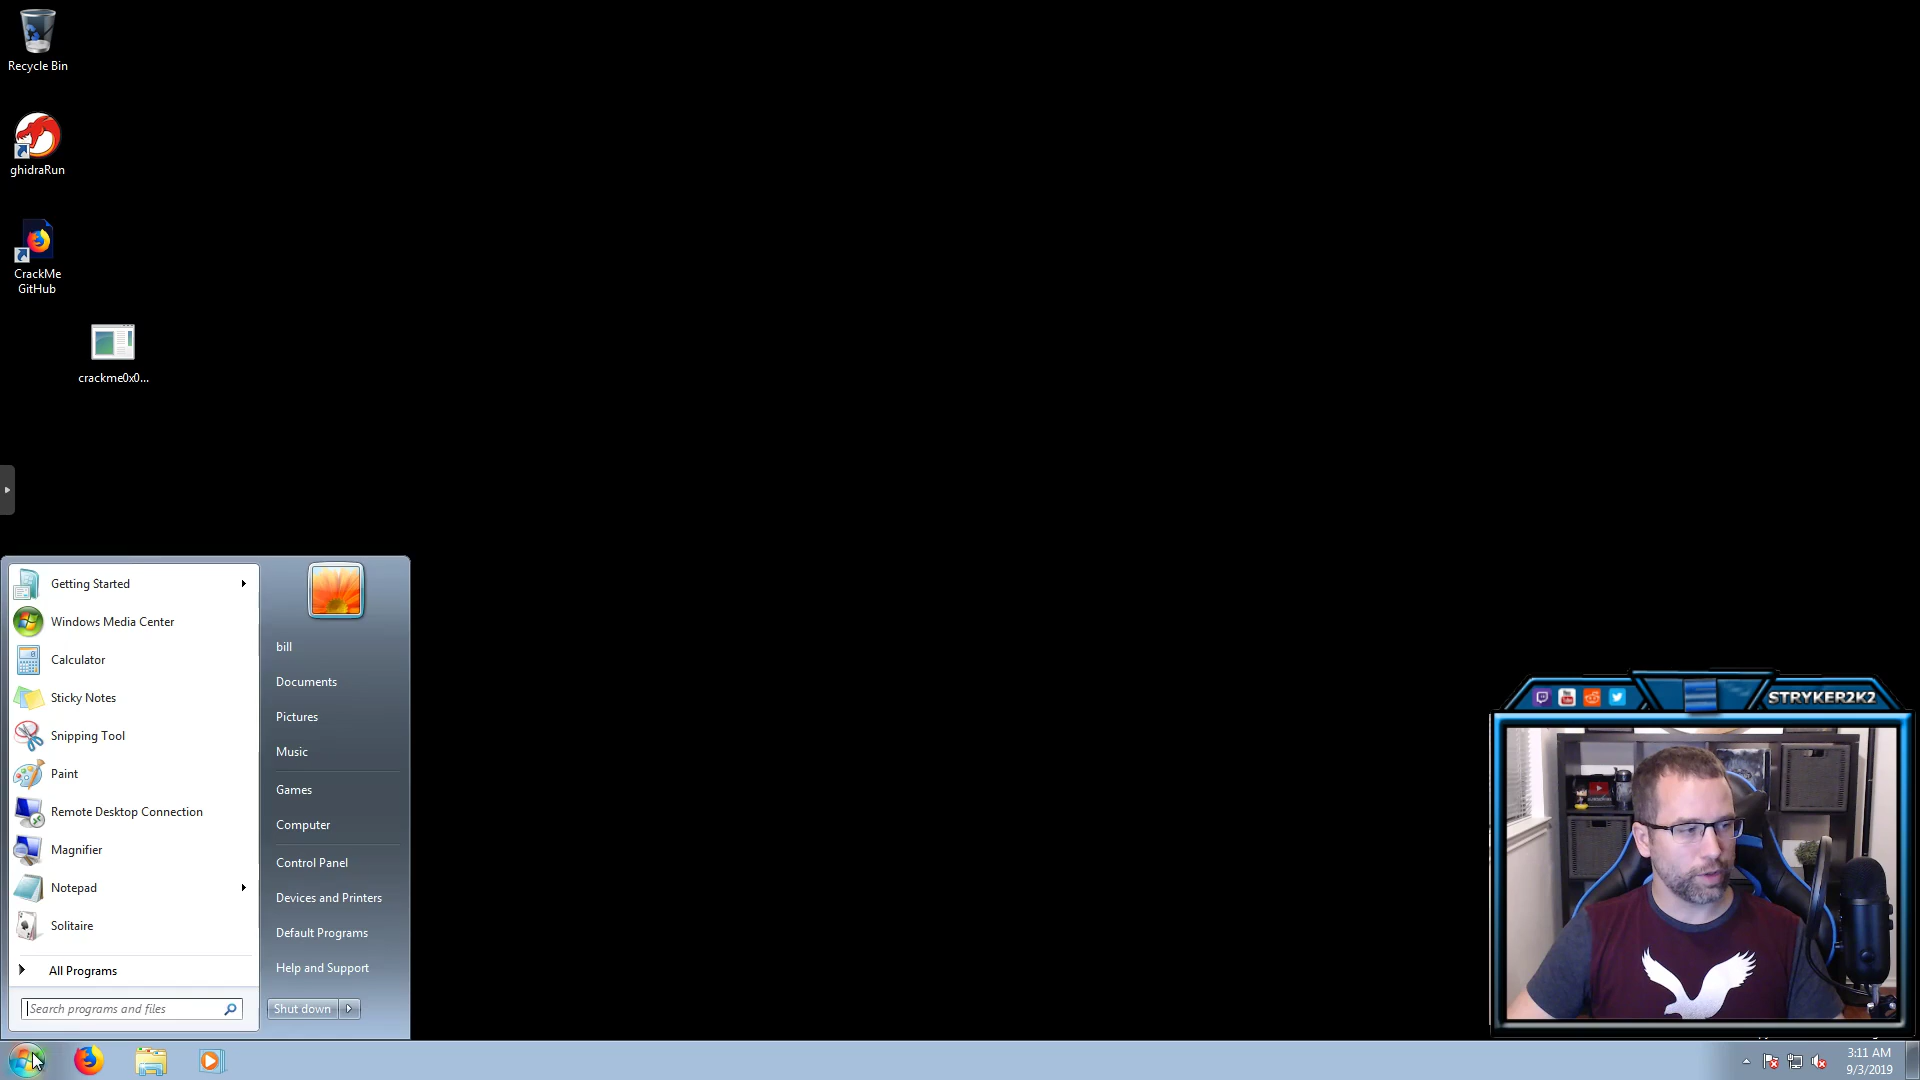 Recycle Bin
ghidraRun
CrackMe
GitHub
crackme0x0...
Getting Started
Windows Media Center
Calculator
Sticky Notes
Snipping Tool
Paint
Remote Desktop Connection
Magnifier
Notepad
Solitaire
All Programs
Search programs and files
bill
Documents
Pictures
Music
Games
Computer
Control Panel
Devices and Printers
Default Programs
Help and Support
Shut down
STRYKER2K2
3:11 AM
9/3/2019